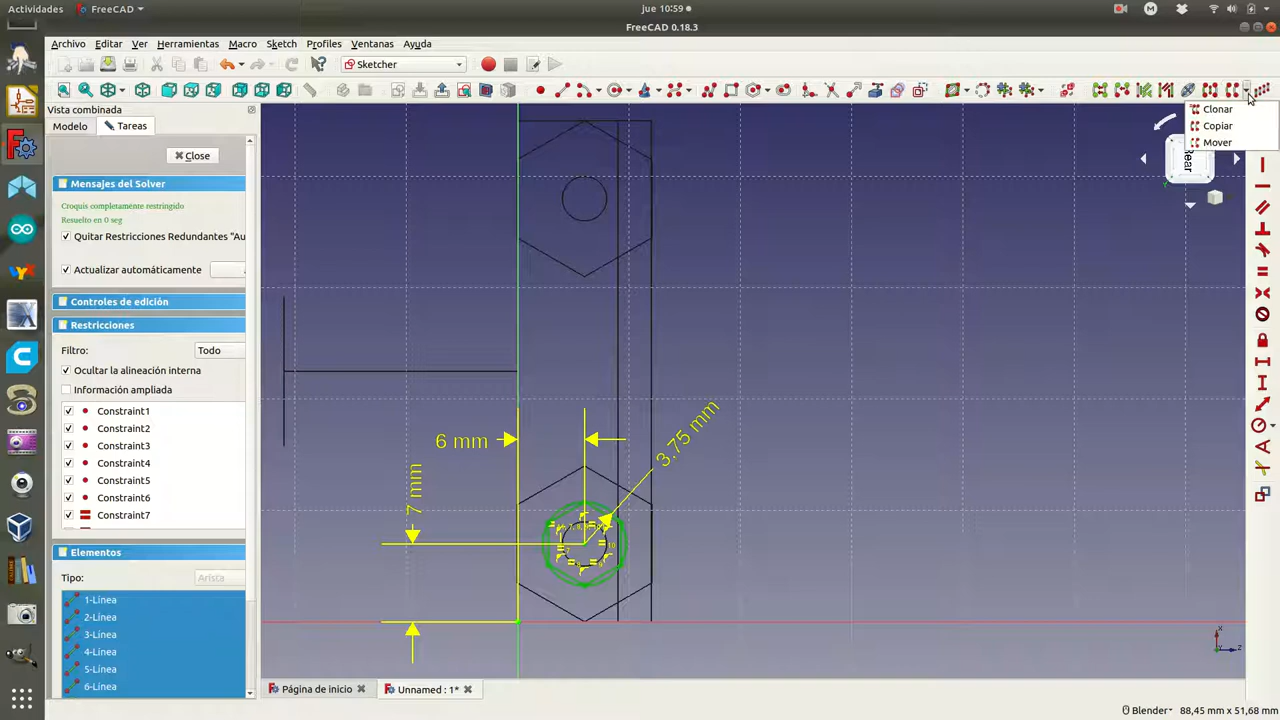 Actividades
FreeCAD
jue 10:59
FreeCAD 0.18.3
Archivo Editar Ver Herramientas Macro Sketch Profiles Ventanas Ayuda
Sketcher
Vista combinada
Modelo
Tareas
Close
Mensajes del Solver
Croquis completamente restringido
Resuelto en 0 seg
Quitar Restricciones Redundantes "Au
Actualizar automáticamente
Controles de edición
Restricciones
Filtro:
Todo
Ocultar la alineación interna
Información ampliada
Constraint1
Constraint2
Constraint3
Constraint4
Constraint5
Constraint6
Constraint7
Elementos
Tipo:
Arista
1-Línea
2-Línea
3-Línea
4-Línea
5-Línea
6-Línea
Clonar
Copiar
Mover
Rear
6 mm
7 mm
3.75 mm
Página de inicio
Unnamed : 1*
Blender
88,45 mm x 51,68 mm